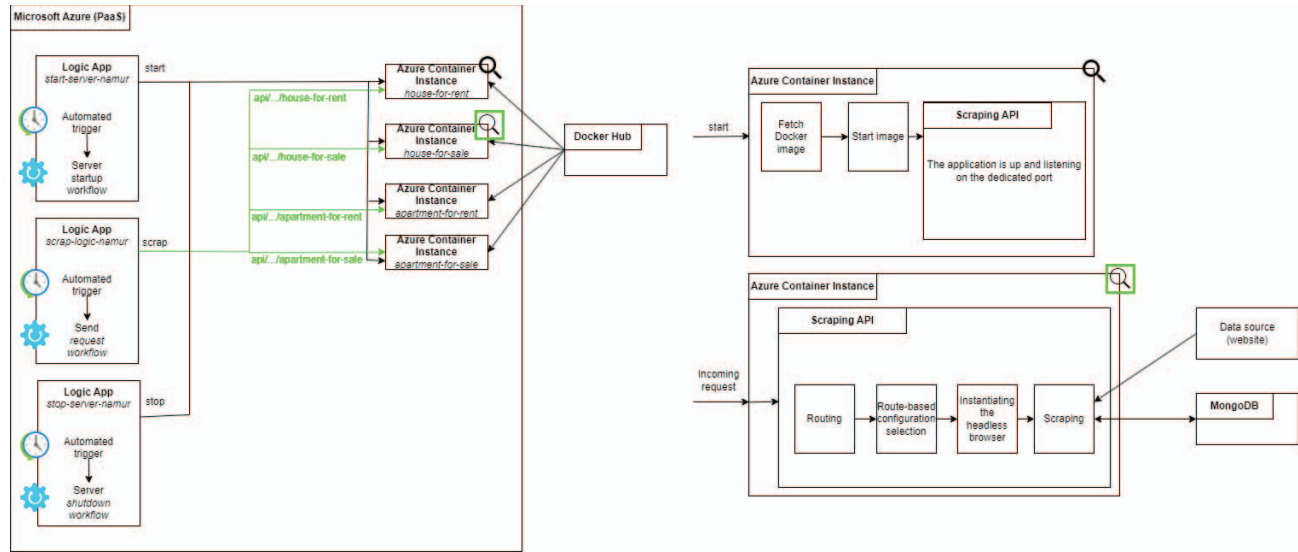 Microsoft Azure (PaaS)
Logic App
start-server-namur
start
Automated
trigger
Server
startup
workflow
Logic App
scrap-logic-namur
scrap
Automated
trigger
Send
request
workflow
Logic App
stop-server-namur
stop
Automated
trigger
Server
shutdown
workflow
api/.../house-for-rent
api/.../house-for-sale
api/.../apartment-for-rent
api/.../apartment-for-sale
Azure Container
Instance
house-for-rent
Azure Container
Instance
house-for-sale
Azure Container
Instance
apartment-for-rent
Azure Container
Instance
apartment-for-sale
Docker Hub
start
Azure Container Instance
Fetch
Docker
image
Start image
Scraping API
The application is up and listening
on the dedicated port
Incoming
request
Azure Container Instance
Scraping API
Routing
Route-based
configuration
selection
Instantiating
the
headless
browser
Scraping
Data source
(website)
MongoDB